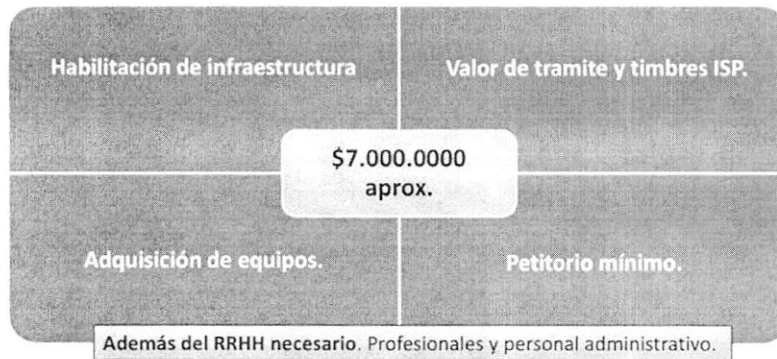 Habilitación de infraestructura
Valor de tramite y timbres ISP.
$7.000.0000
aprox.
Adquisición de equipos.
Petitorio mínimo.
Además del RRHH necesario. Profesionales y personal administrativo.